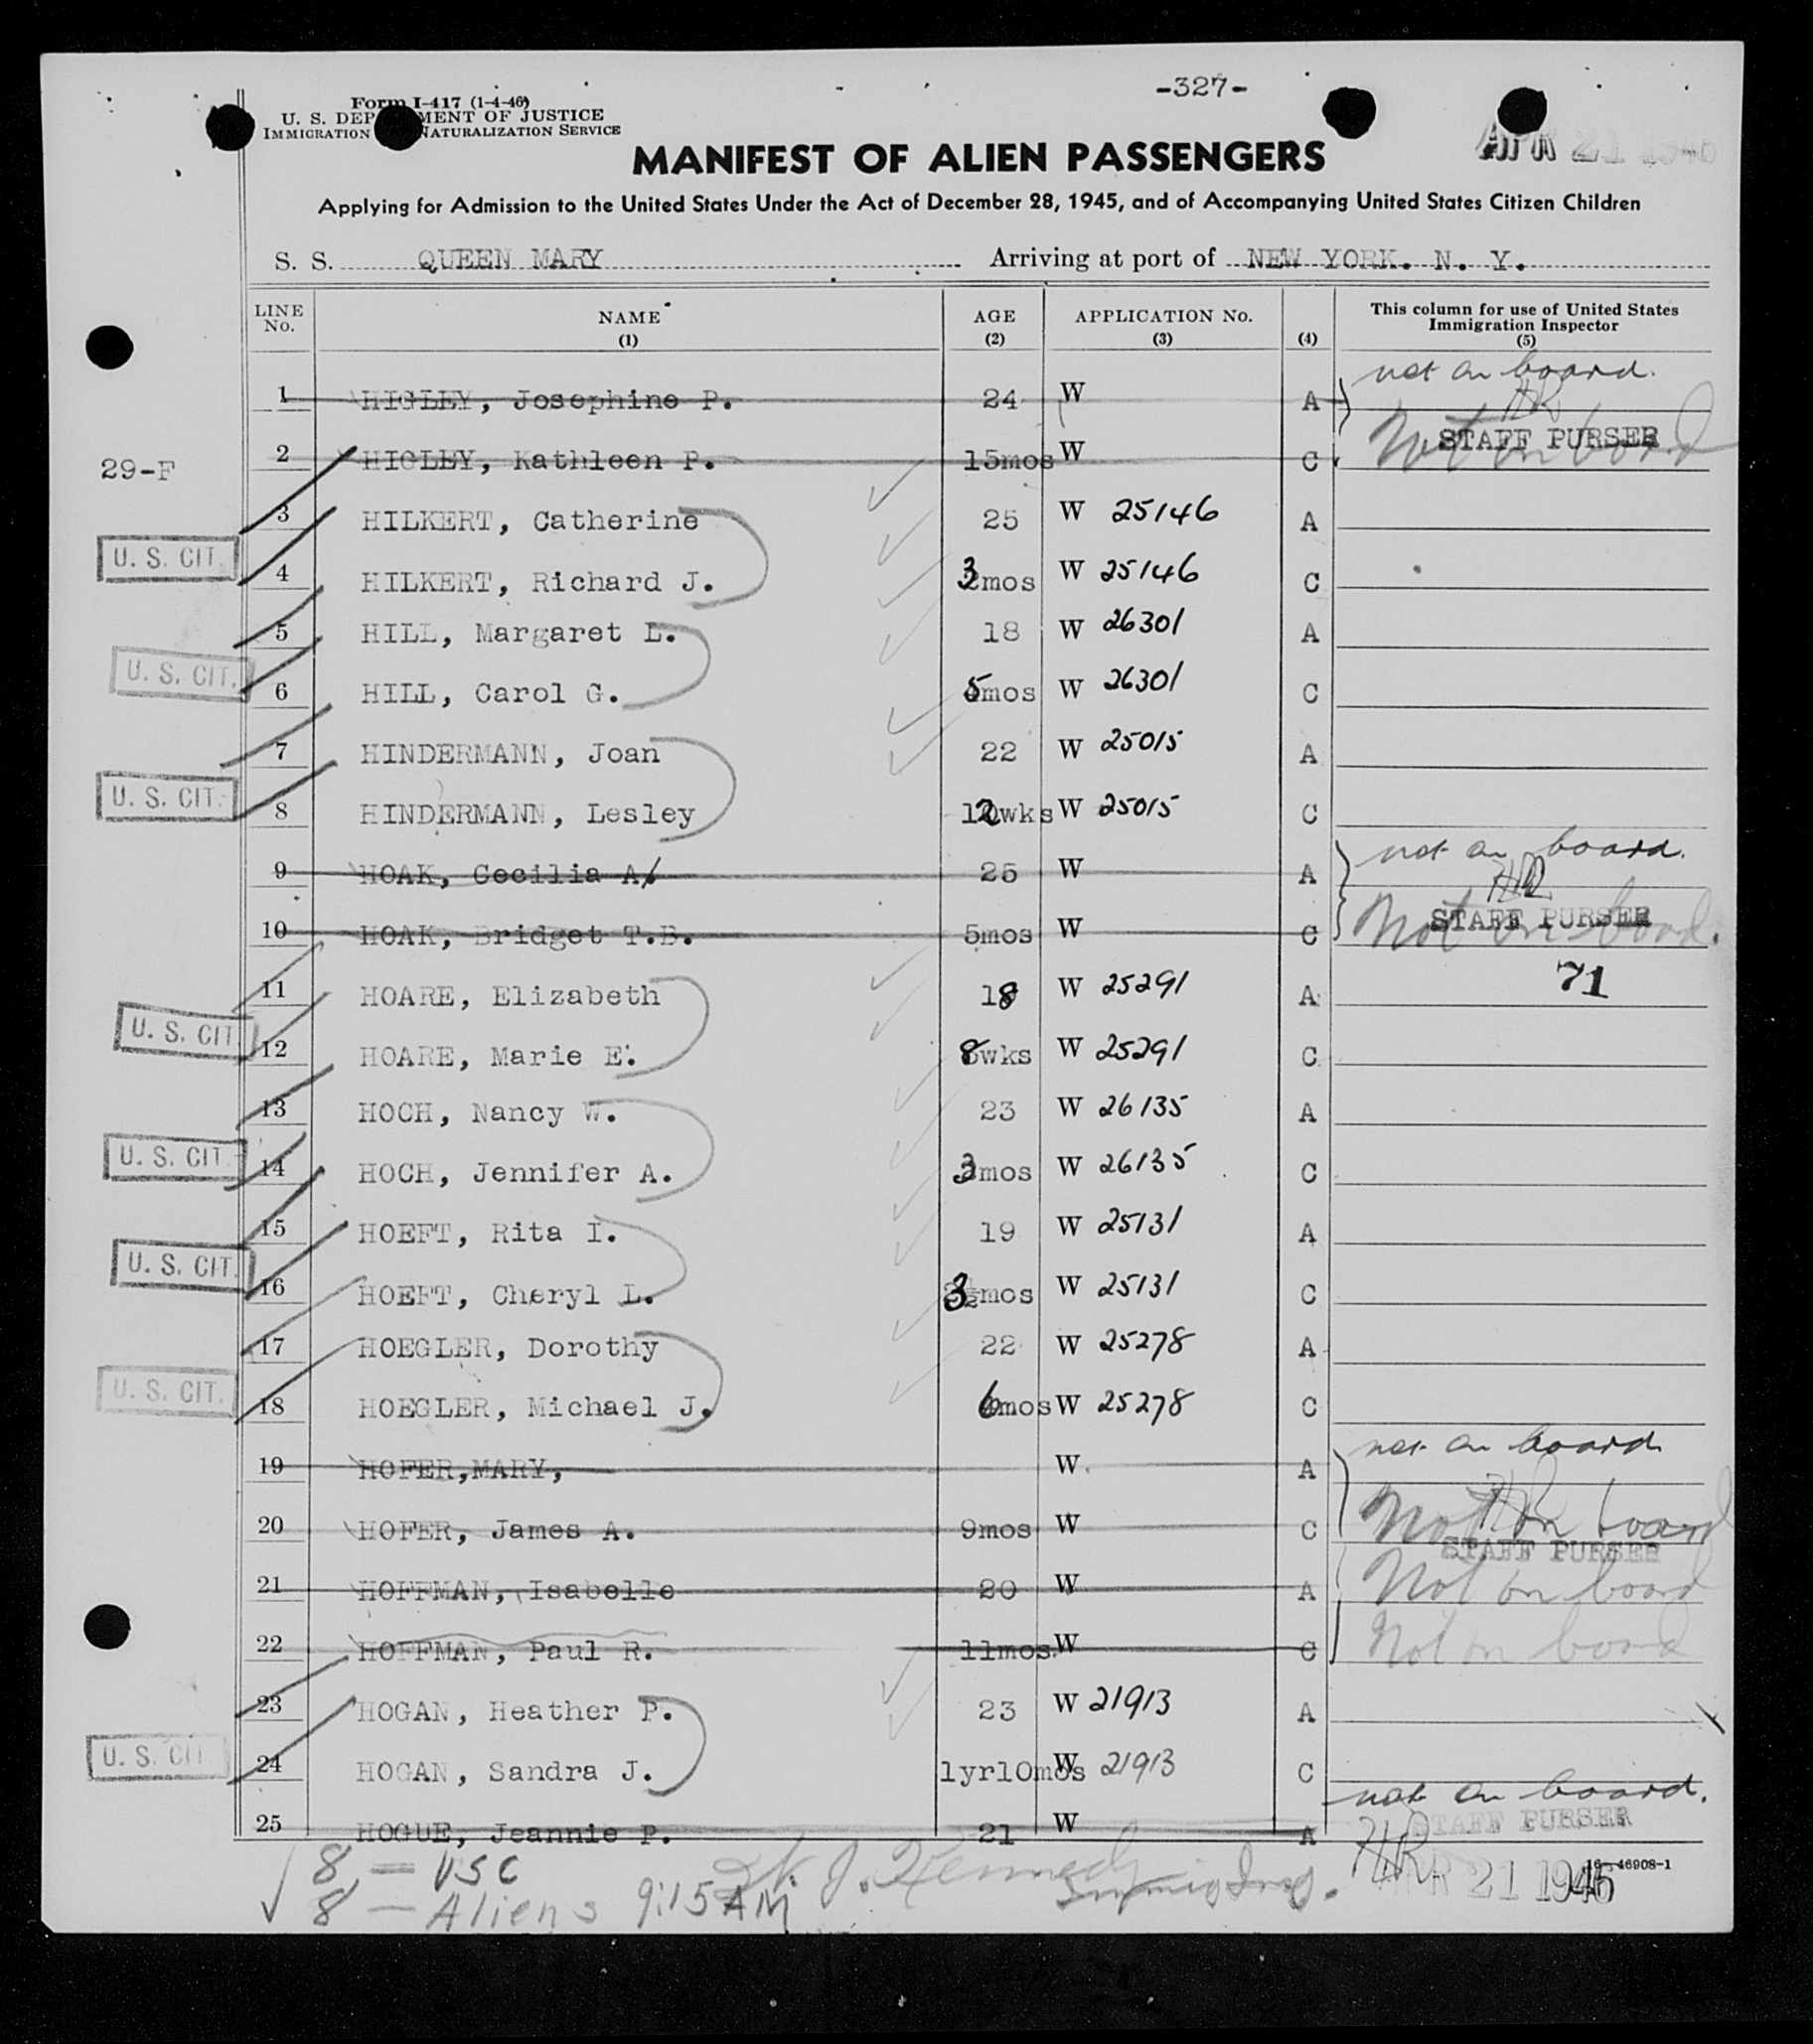 -327-
Form I-417 (1-4-46)
U. S. DEPARTMENT OF JUSTICE
IMMIGRATION AND NATURALIZATION SERVICE
APR 21 1946
MANIFEST OF ALIEN PASSENGERS
Applying for Admission to the United States Under the Act of December 28, 1945, and of Accompanying United States Citizen Children
S. S. QUEEN MARY Arriving at port of NEW YORK. N. Y.
LINE No. NAME (1) AGE (2) APPLICATION No. (3) (4) This column for use of United States Immigration Inspector (5)
not on board.
1 HIGLEY, Josephine P. 24 W A HR
STAFF PURSER
29-F 2 HIGLEY, Kathleen P. 15mos W C Not on board
3 HILKERT, Catherine 25 W 25146 A
U. S. CIT. 4 HILKERT, Richard J. 3mos W 25146 C
5 HILL, Margaret L. 18 W 26301 A
U. S. CIT. 6 HILL, Carol G. 5mos W 26301 C
7 HINDERMANN, Joan 22 W 25015 A
U. S. CIT. 8 HINDERMANN, Lesley 12wks W 25015 C
not on board.
9 HOAK, Cecilia A. 25 W A HR
STAFF PURSER
10 HOAK, Bridget T.B. 5mos W C Not on board.
71
11 HOARE, Elizabeth 18 W 25291 A
U. S. CIT. 12 HOARE, Marie E. 8wks W 25291 C
13 HOCH, Nancy W. 23 W 26135 A
U. S. CIT. 14 HOCH, Jennifer A. 3mos W 26135 C
15 HOEFT, Rita I. 19 W 25131 A
U. S. CIT. 16 HOEFT, Cheryl L. 3mos W 25131 C
17 HOEGLER, Dorothy 22 W 25278 A
U. S. CIT. 18 HOEGLER, Michael J. 6mos W 25278 C
not on board
19 HOFER,MARY, W A HR
20 HOFER, James A. 9mos W C Not on board
STAFF PURSER
21 HOFFMAN, Isabelle 20 W A Not on board
22 HOFFMAN, Paul R. 11mos. W C Not on board
23 HOGAN, Heather P. 23 W 21913 A
U. S. CIT. 24 HOGAN, Sandra J. 1yr10mos W 21913 C
not on board.
STAFF PURSER
25 HOGUE, Jeannie P. 21 W A HR
16-46908-1
8 - USC
8 - Aliens 9:15 AM J. Kennedy
APR 21 1946